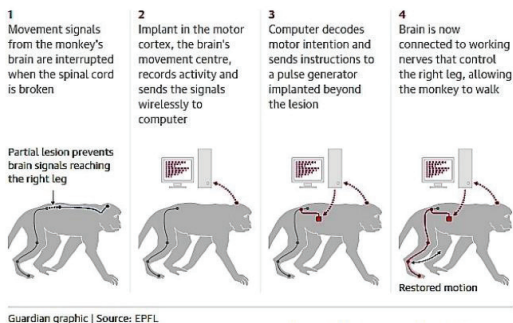 1
Movement signals
from the monkey's
brain are interrupted
when the spinal cord
is broken
Partial lesion prevents
brain signals reaching
the right leg
2
Implant in the motor
cortex, the brain's
movement centre,
records activity and
sends the signals
wirelessly to
computer
3
Computer decodes
motor intention and
sends instructions to
a pulse generator
implanted beyond
the lesion
4
Brain is now
connected to working
nerves that control
the right leg, allowing
the monkey to walk
Restored motion
Guardian graphic | Source: EPFL